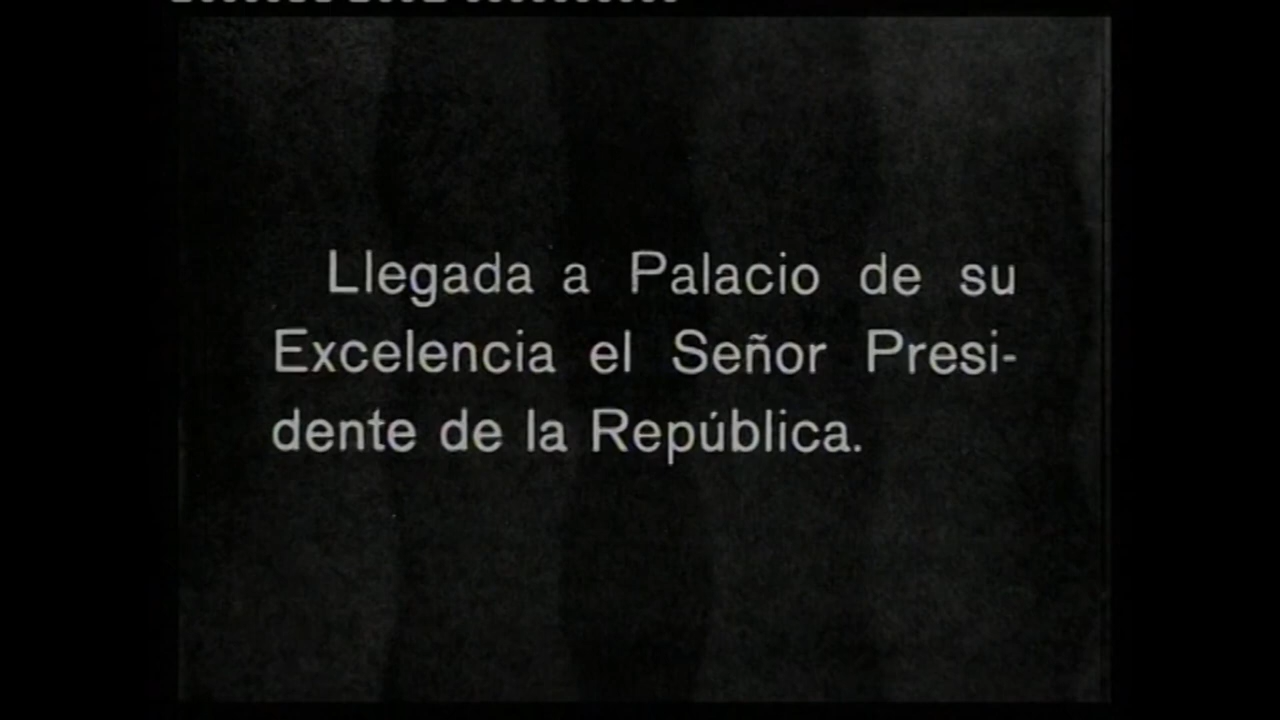 Llegada a Palacio de su
Excelencia el Señor Presi-
dente de la República.